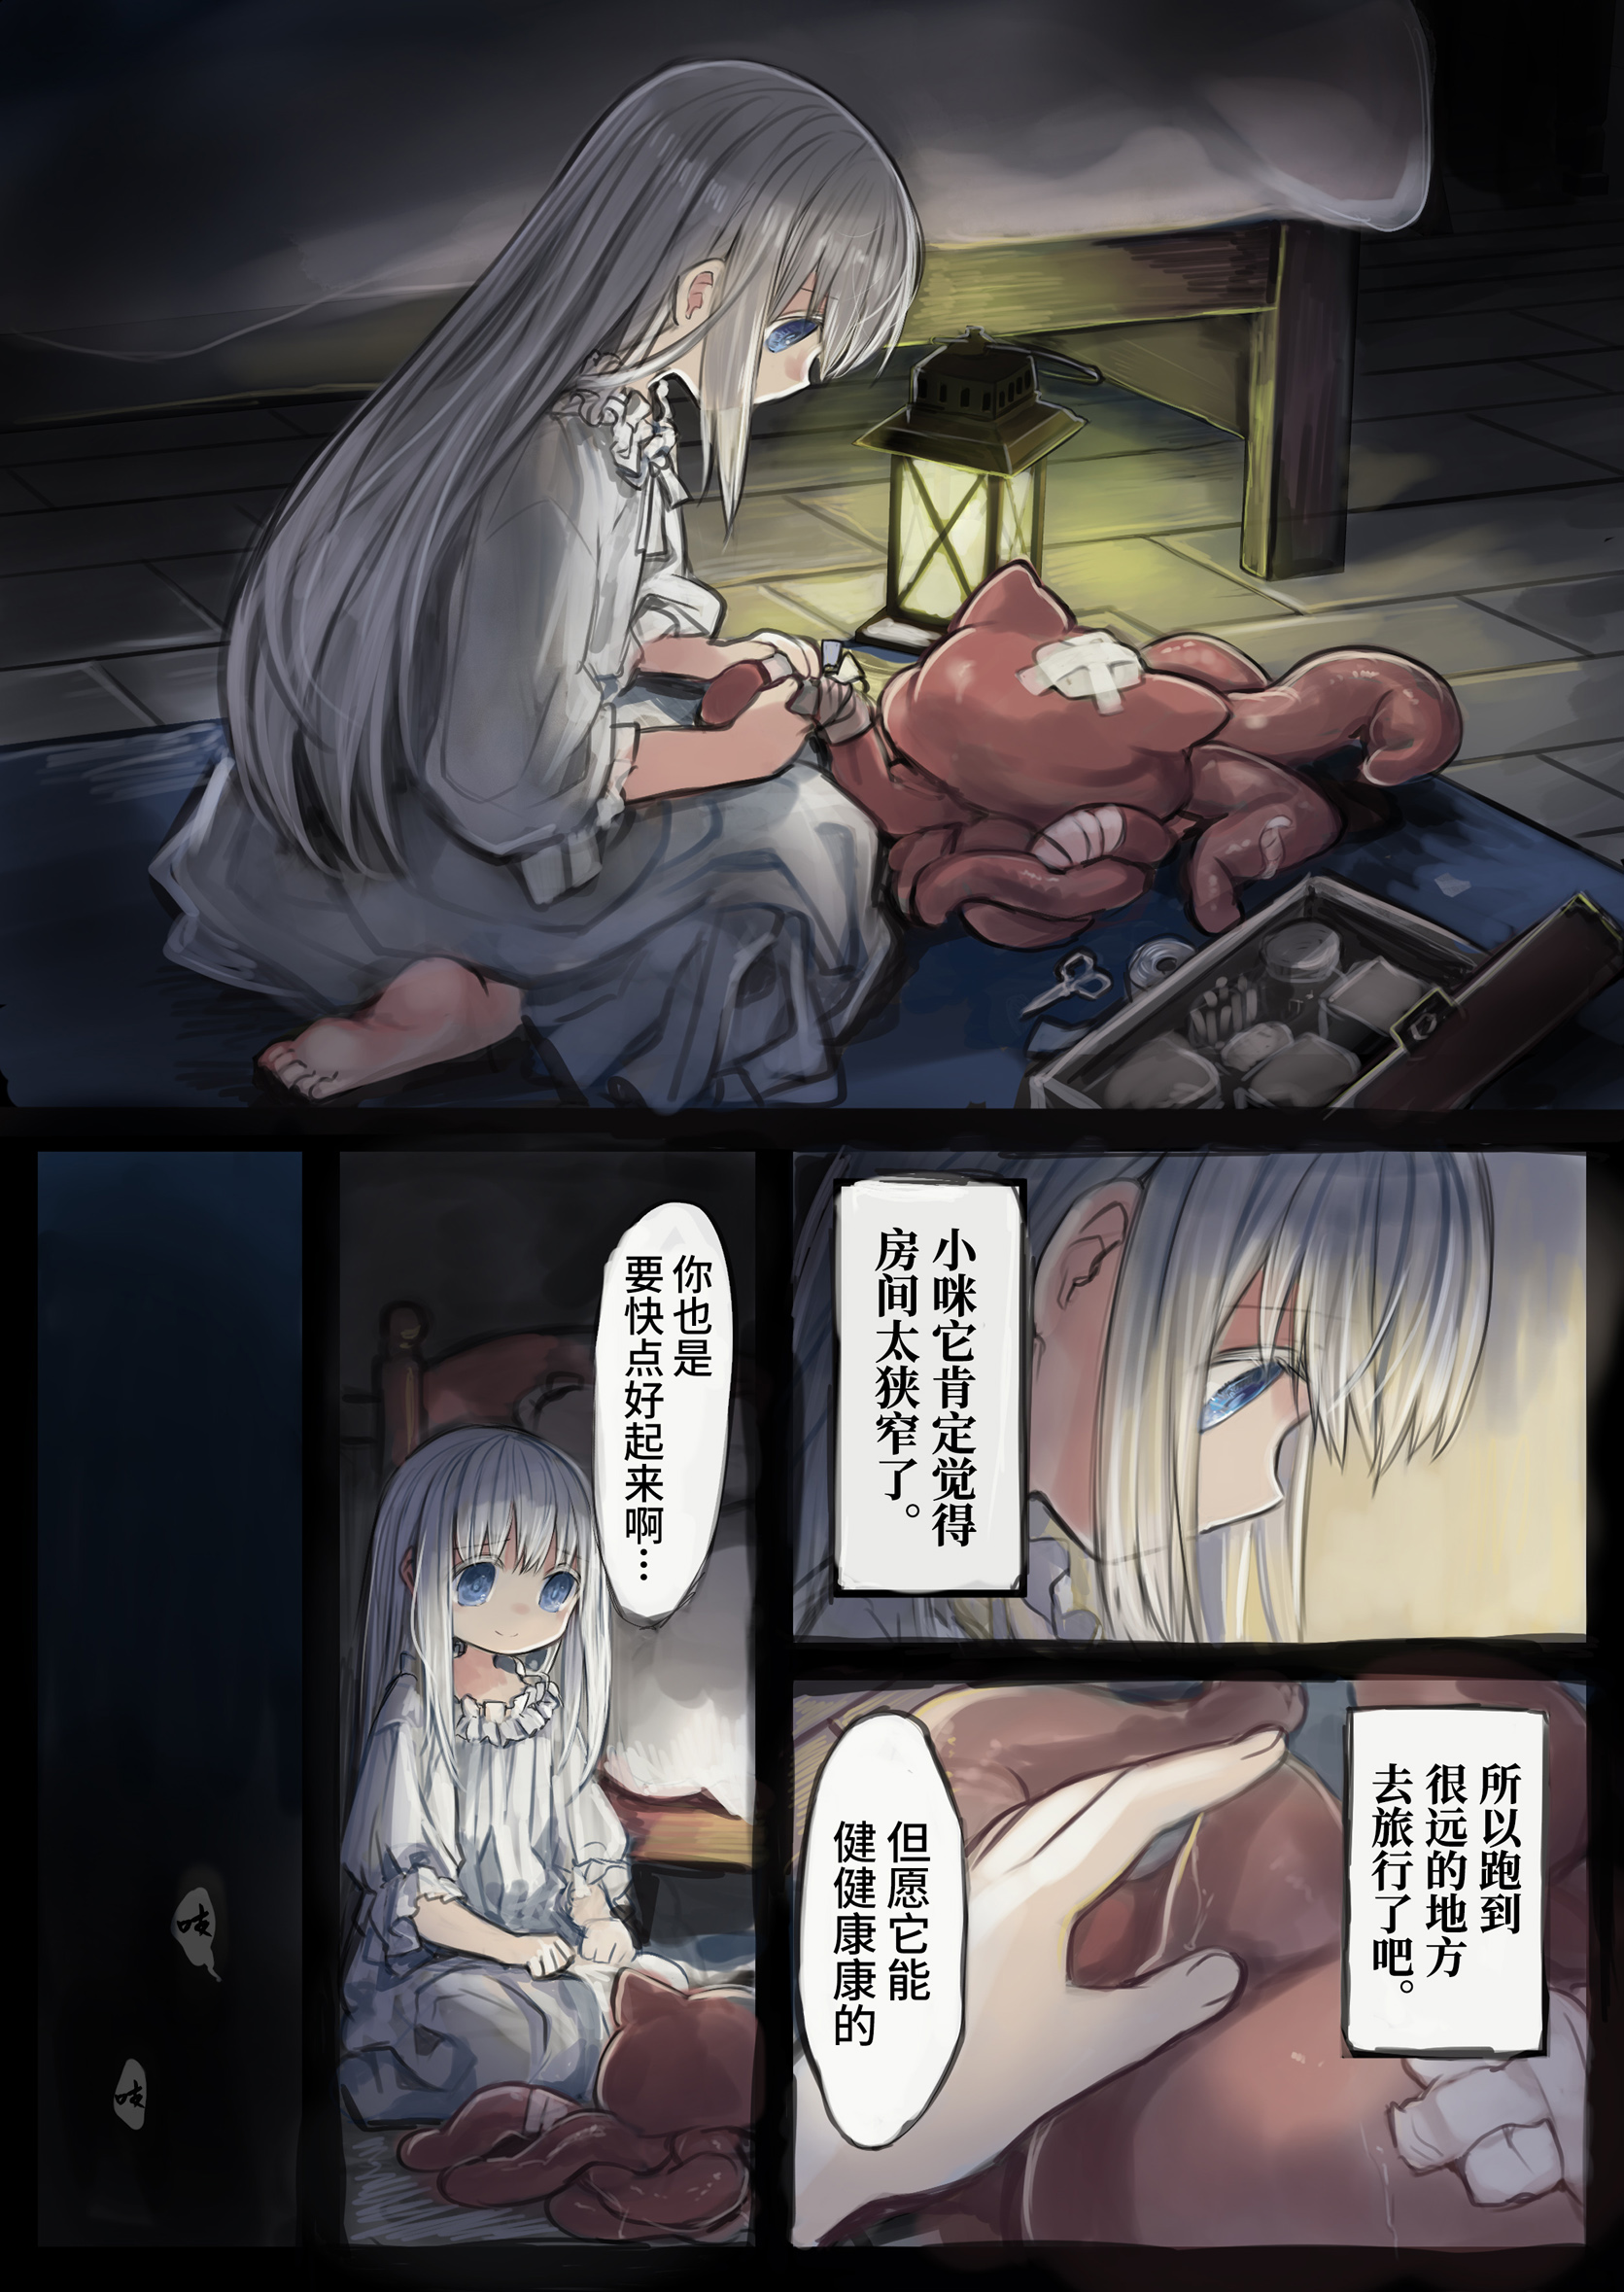 小咪它肯定觉得
房间太狭窄了。
所以跑到
很远的地方
去旅行了吧。
但愿它能
健健康康的
你也是
要快点好起来啊…
吱
吱